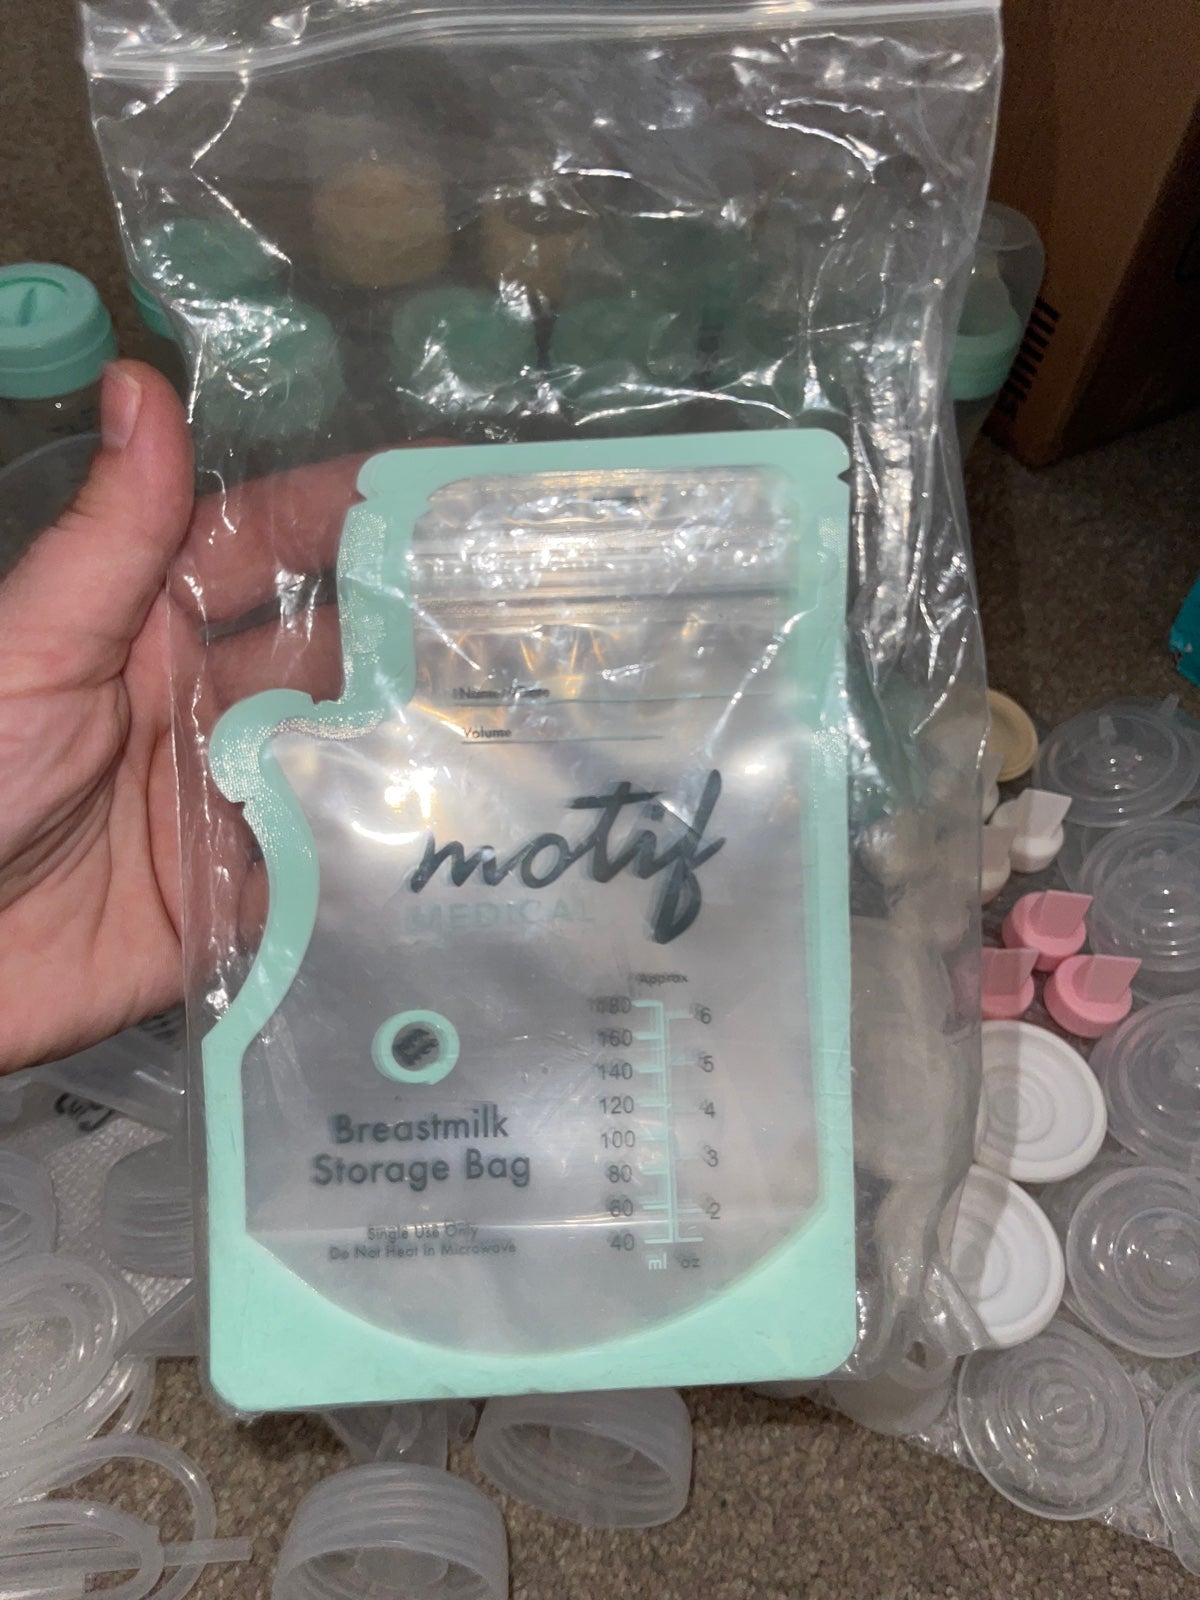 Name/Date
Volume
motif
MEDICAL
Approx
180 6
160
140 5
120 4
100
80 3
60 2
40
ml oz
Breastmilk
Storage Bag
Single Use Only
Do Not Heat in Microwave